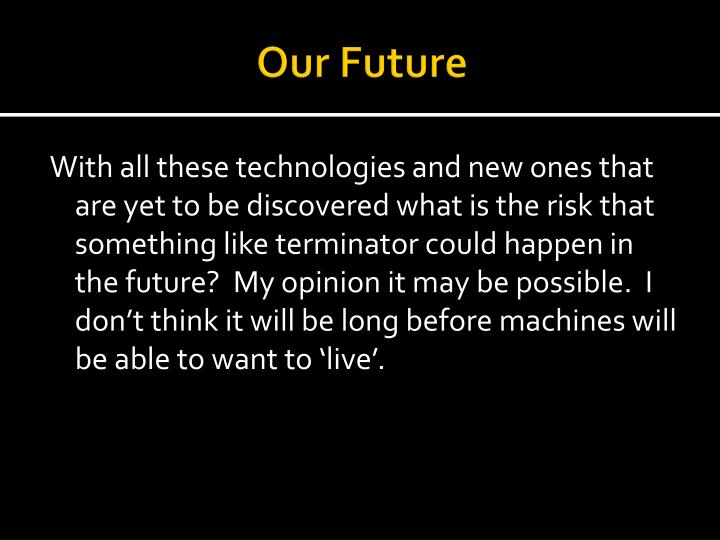 Our Future
With all these technologies and new ones that
are yet to be discovered what is the risk that
something like terminator could happen in
the future?  My opinion it may be possible.  I
don’t think it will be long before machines will
be able to want to ‘live’.